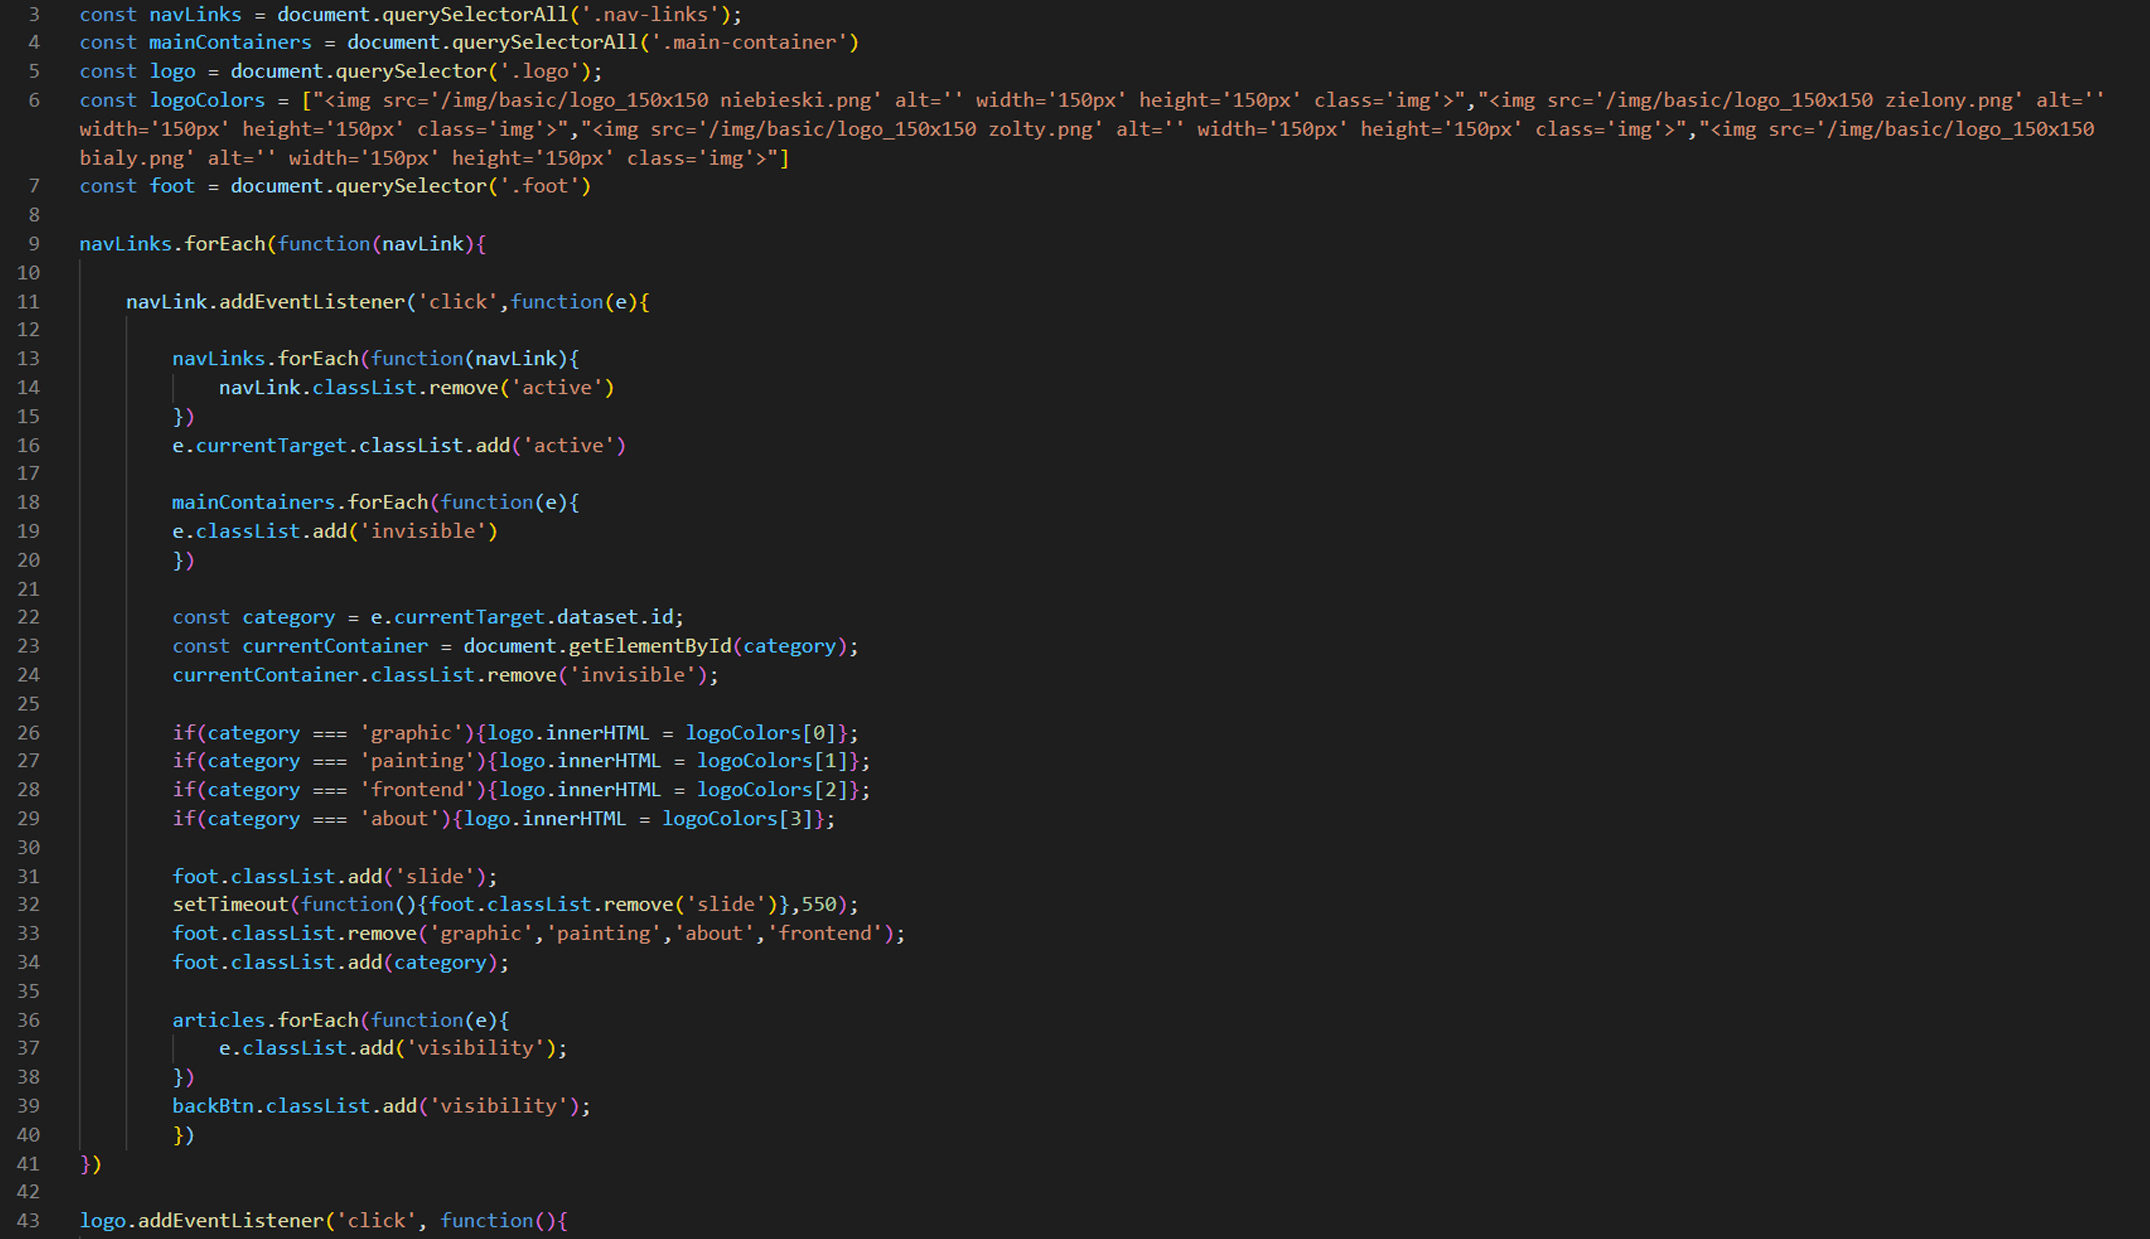 3 const navLinks = document.querySelectorAll('.nav-links');
4 const mainContainers = document.querySelectorAll('.main-container')
5 const logo = document.querySelector('.logo');
6 const logoColors = ["<img src='/img/basic/logo_150x150 niebieski.png' alt='' width='150px' height='150px' class='img'>","<img src='/img/basic/logo_150x150 zielony.png' alt=''
width='150px' height='150px' class='img'>","<img src='/img/basic/logo_150x150 zolty.png' alt='' width='150px' height='150px' class='img'>","<img src='/img/basic/logo_150x150
bialy.png' alt='' width='150px' height='150px' class='img'>"]
7 const foot = document.querySelector('.foot')
8
9 navLinks.forEach(function(navLink){
10
11     navLink.addEventListener('click',function(e){
12
13         navLinks.forEach(function(navLink){
14             navLink.classList.remove('active')
15         })
16         e.currentTarget.classList.add('active')
17
18         mainContainers.forEach(function(e){
19         e.classList.add('invisible')
20         })
21
22         const category = e.currentTarget.dataset.id;
23         const currentContainer = document.getElementById(category);
24         currentContainer.classList.remove('invisible');
25
26         if(category === 'graphic'){logo.innerHTML = logoColors[0]};
27         if(category === 'painting'){logo.innerHTML = logoColors[1]};
28         if(category === 'frontend'){logo.innerHTML = logoColors[2]};
29         if(category === 'about'){logo.innerHTML = logoColors[3]};
30
31         foot.classList.add('slide');
32         setTimeout(function(){foot.classList.remove('slide')},550);
33         foot.classList.remove('graphic','painting','about','frontend');
34         foot.classList.add(category);
35
36         articles.forEach(function(e){
37             e.classList.add('visibility');
38         })
39         backBtn.classList.add('visibility');
40         })
41 })
42
43 logo.addEventListener('click', function(){